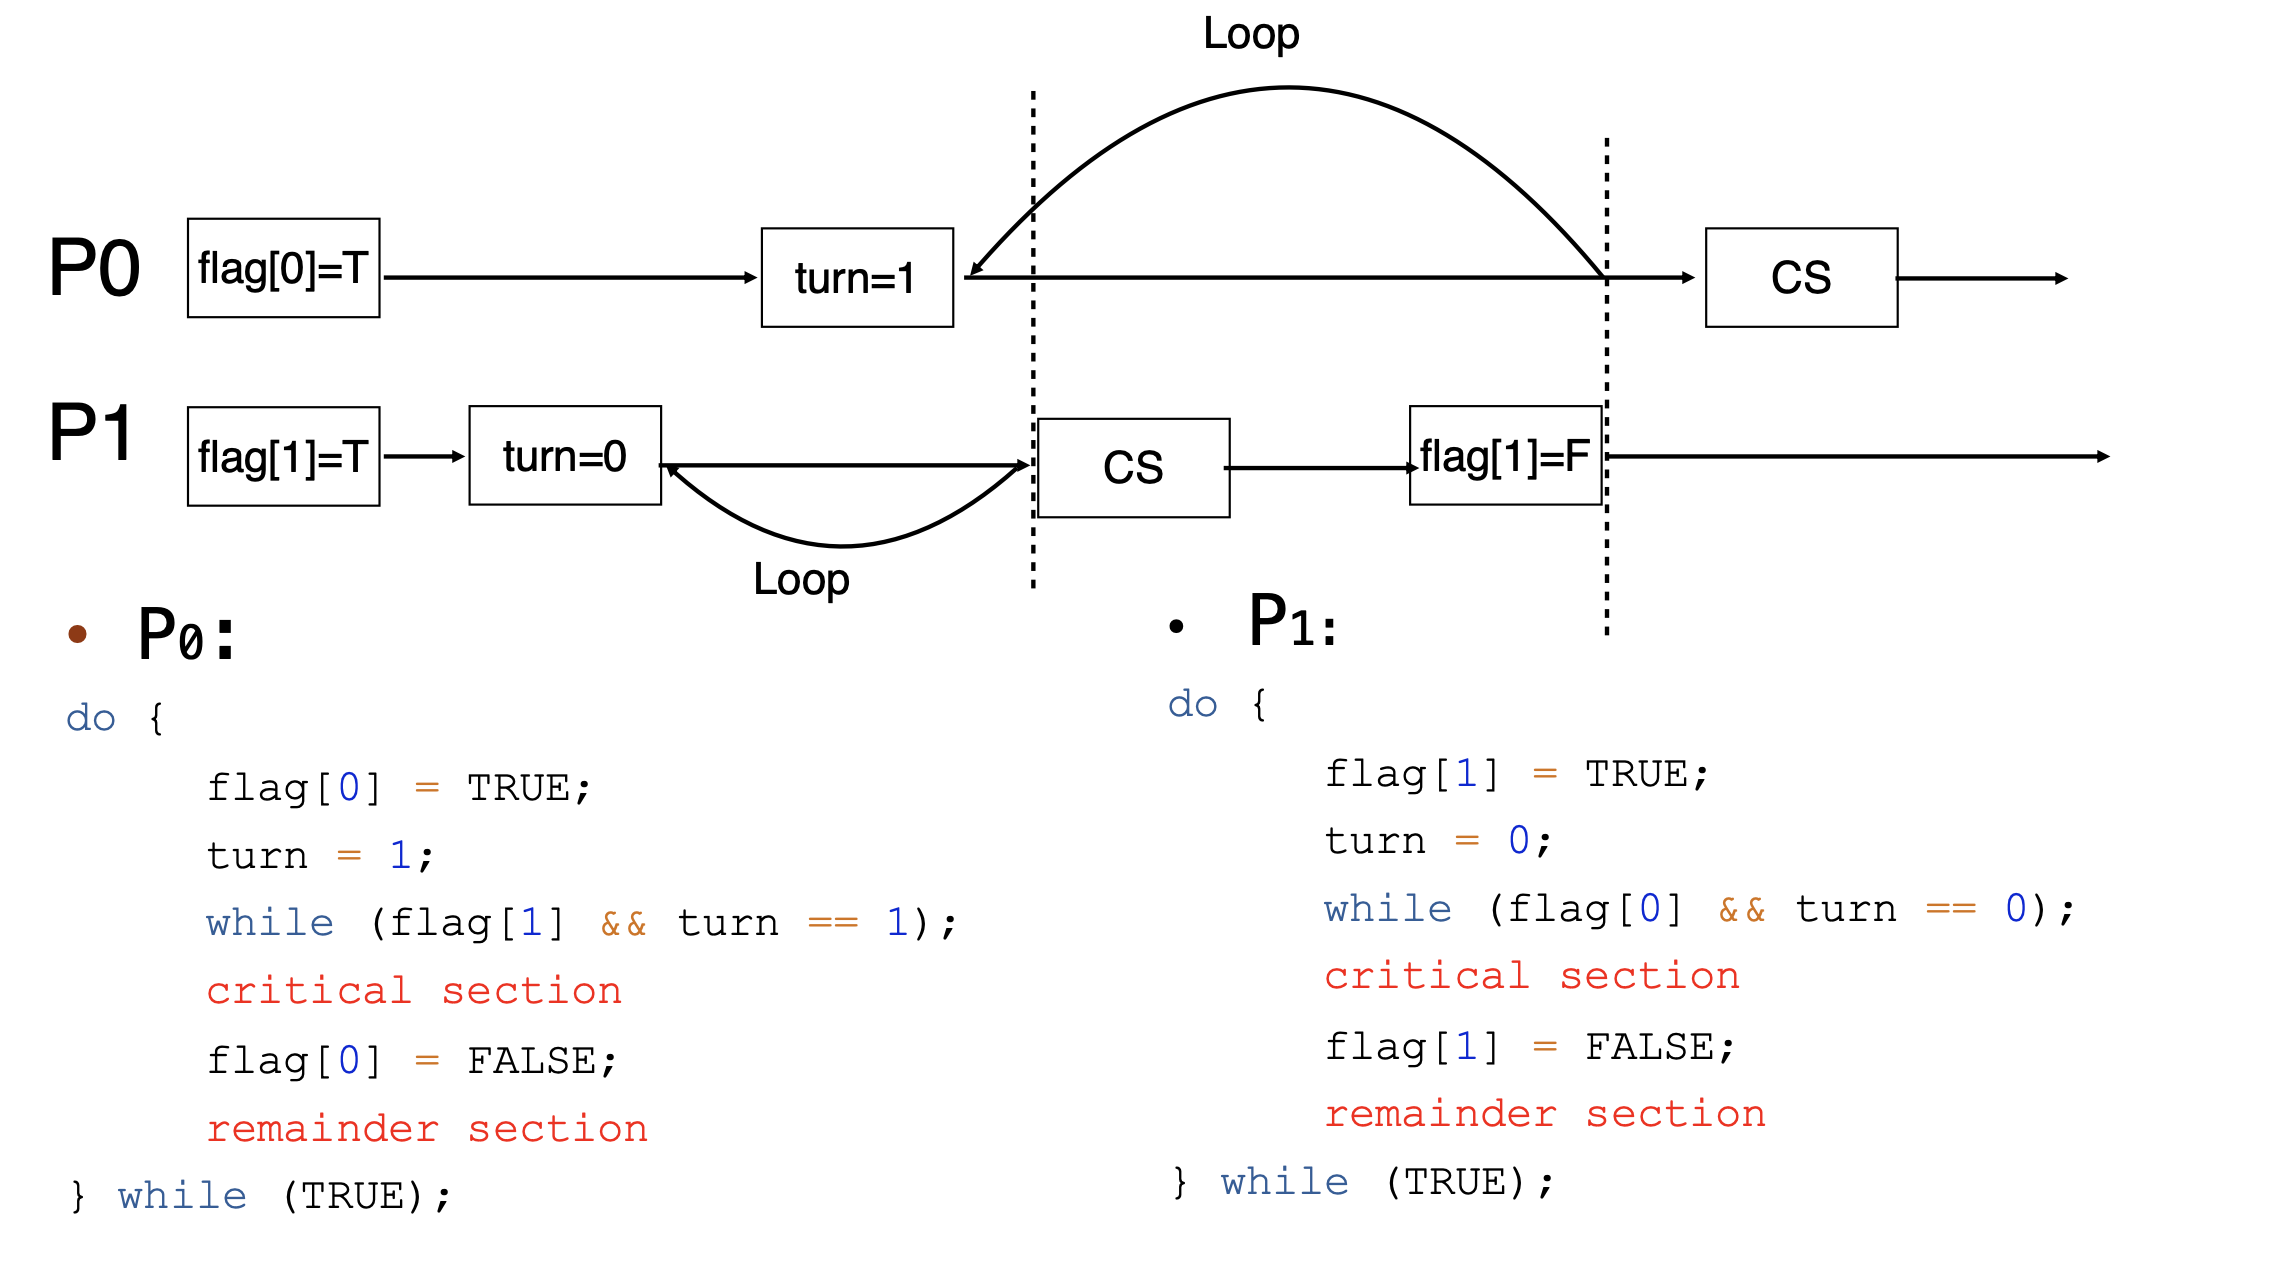 Loop
P0
flag[0]=T
turn=1
CS
P1
flag[1]=T
turn=0
CS
flag[1]=F
Loop
• P0:
do {
flag[0] = TRUE;
turn = 1;
while (flag[1] && turn == 1);
critical section
flag[0] = FALSE;
remainder section
} while (TRUE);
• P1:
do {
flag[1] = TRUE;
turn = 0;
while (flag[0] && turn == 0);
critical section
flag[1] = FALSE;
remainder section
} while (TRUE);